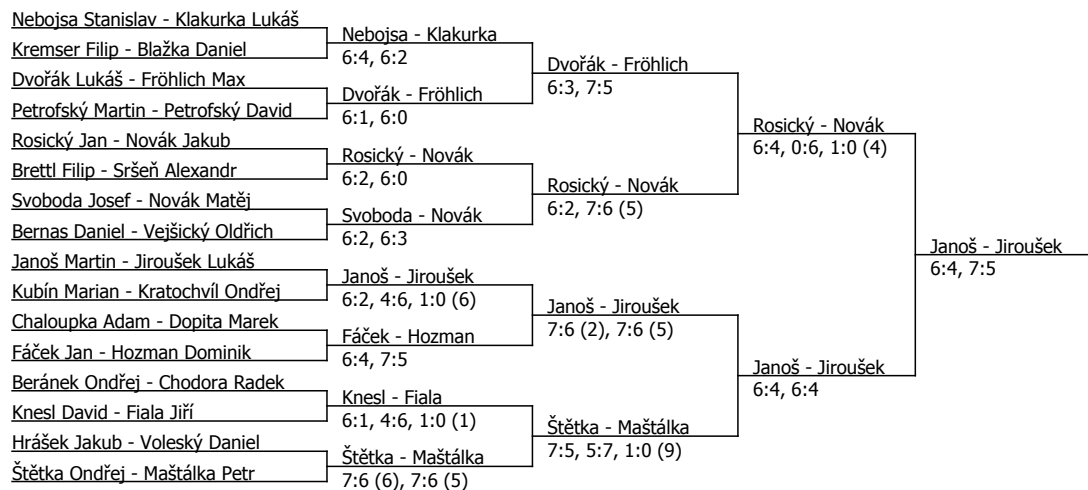 Nebojsa Stanislav - Klakurka Lukáš
Kremser Filip - Blažka Daniel
Dvořák Lukáš - Fröhlich Max
Petrofský Martin - Petrofský David
Rosický Jan - Novák Jakub
Brettl Filip - Sršeň Alexandr
Svoboda Josef - Novák Matěj
Bernas Daniel - Vejšický Oldřich
Janoš Martin - Jiroušek Lukáš
Kubín Marian - Kratochvíl Ondřej
Chaloupka Adam - Dopita Marek
Fáček Jan - Hozman Dominik
Beránek Ondřej - Chodora Radek
Knesl David - Fiala Jiří
Hrášek Jakub - Voleský Daniel
Štětka Ondřej - Maštálka Petr
Nebojsa - Klakurka
6:4, 6:2
Dvořák - Fröhlich
6:1, 6:0
Rosický - Novák
6:2, 6:0
Svoboda - Novák
6:2, 6:3
Janoš - Jiroušek
6:2, 4:6, 1:0 (6)
Fáček - Hozman
6:4, 7:5
Knesl - Fiala
6:1, 4:6, 1:0 (1)
Štětka - Maštálka
7:6 (6), 7:6 (5)
Dvořák - Fröhlich
6:3, 7:5
Rosický - Novák
6:2, 7:6 (5)
Janoš - Jiroušek
7:6 (2), 7:6 (5)
Štětka - Maštálka
7:5, 5:7, 1:0 (9)
Rosický - Novák
6:4, 0:6, 1:0 (4)
Janoš - Jiroušek
6:4, 6:4
Janoš - Jiroušek
6:4, 7:5